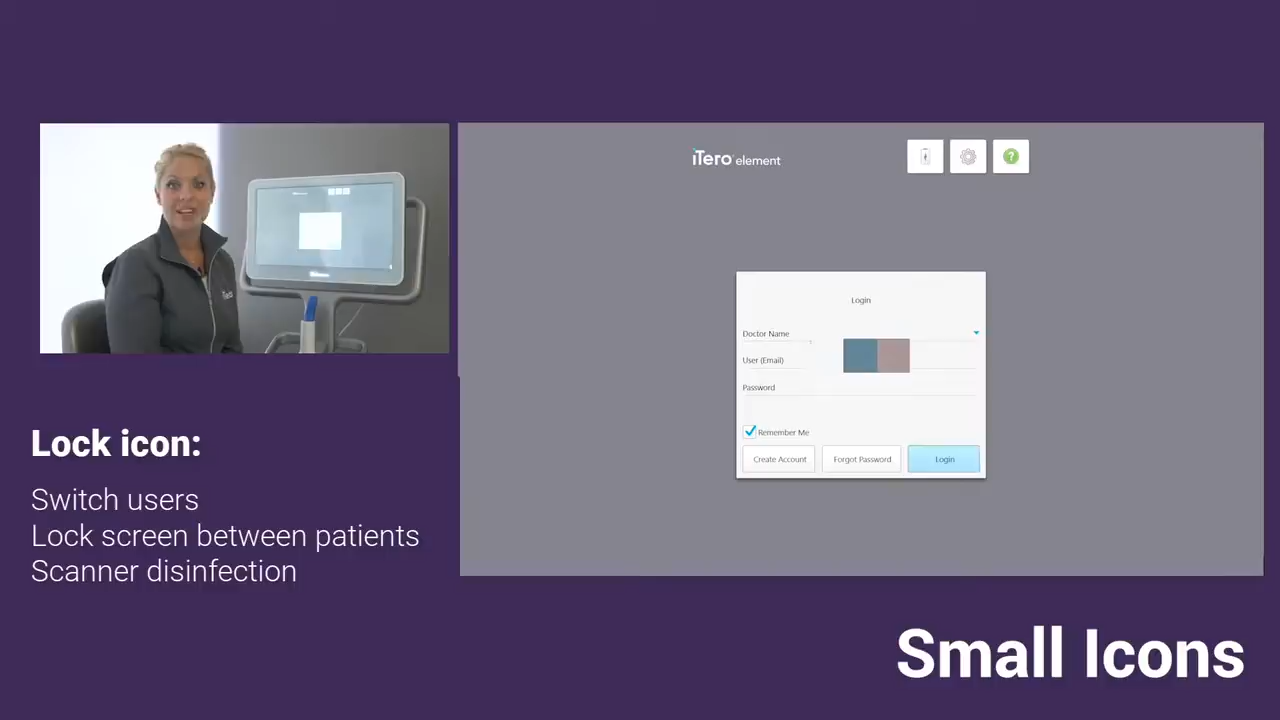 iTero element
?
Login
Doctor Name
User (Email)
Password
Remember Me
Create Account
Forgot Password
Login
iTero
Lock icon:
Switch users
Lock screen between patients
Scanner disinfection
Small Icons